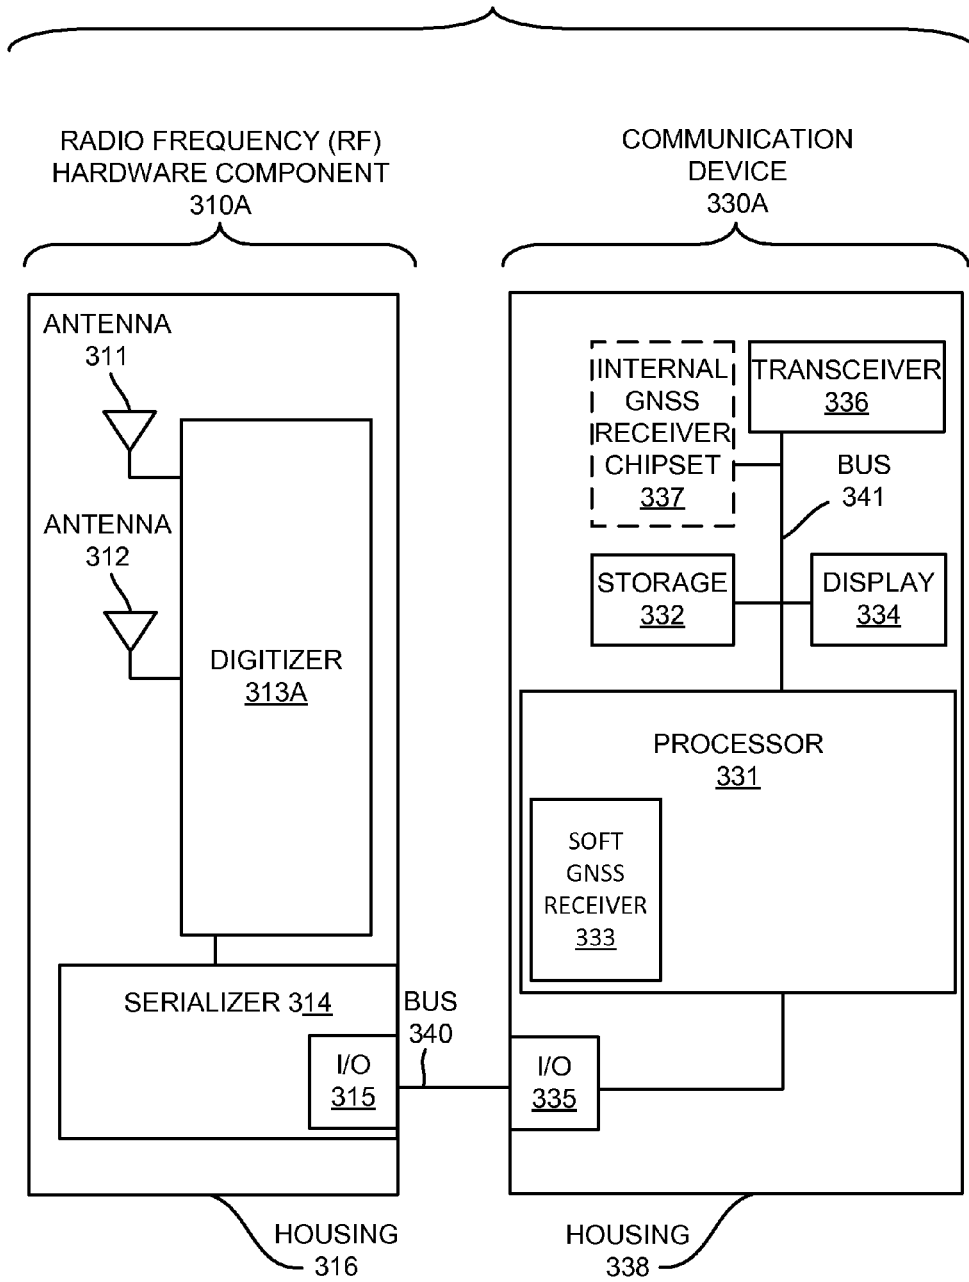 RADIO FREQUENCY (RF)
HARDWARE COMPONENT
310A
COMMUNICATION
DEVICE
330A
ANTENNA
311
ANTENNA
312
DIGITIZER
313A
SERIALIZER 314
I/O
315
BUS
340
HOUSING
316
INTERNAL
GNSS
RECEIVER
CHIPSET
337
TRANSCEIVER
336
BUS
341
STORAGE
332
DISPLAY
334
PROCESSOR
331
SOFT
GNSS
RECEIVER
333
I/O
335
HOUSING
338